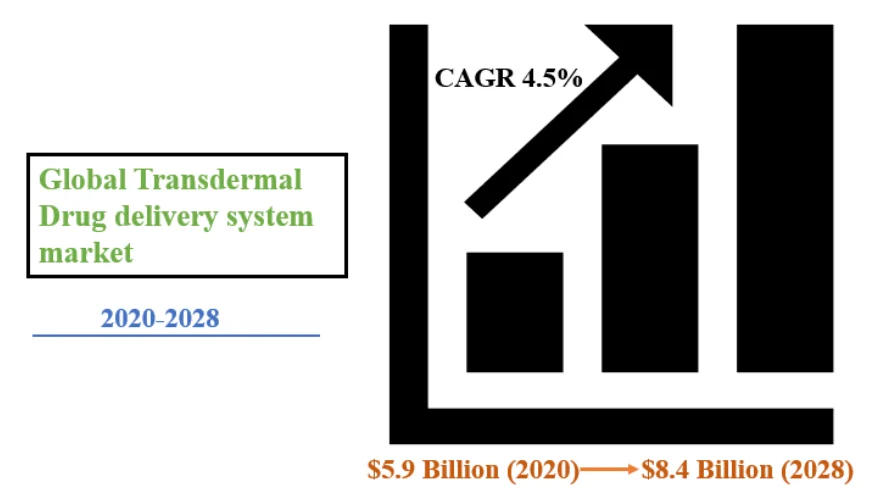 CAGR 4.5%
Global Transdermal
Drug delivery system
market
2020-2028
$5.9 Billion (2020) $8.4 Billion (2028)